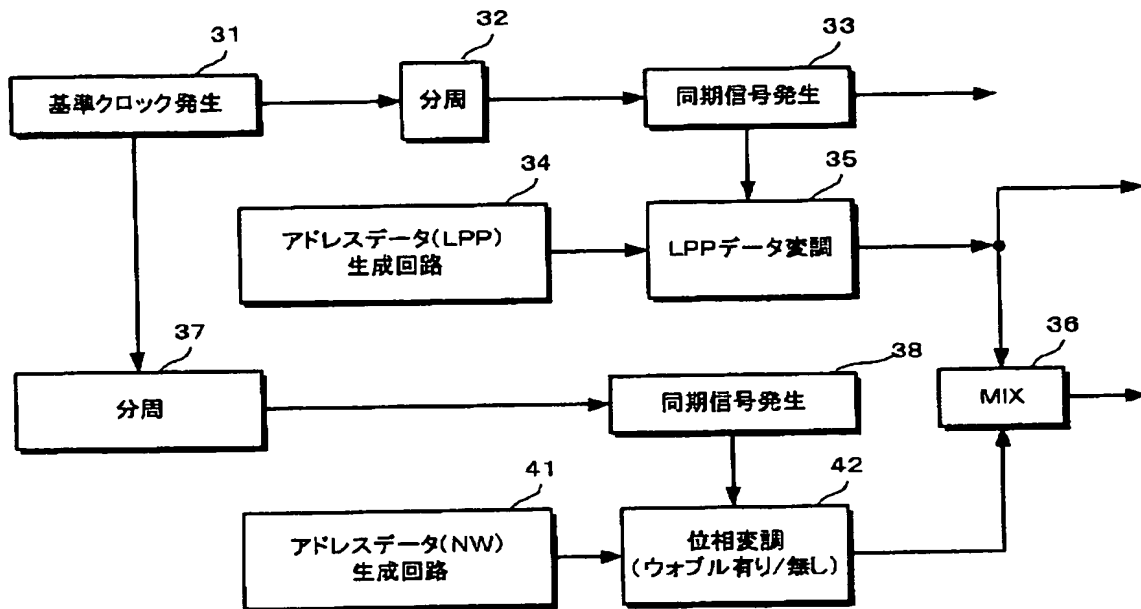 31
基準クロック発生
32
分周
33
同期信号発生
34
アドレスデータ(LPP)
生成回路
35
LPPデータ変調
36
MIX
37
分周
38
同期信号発生
41
アドレスデータ(NW)
生成回路
42
位相変調
(ウォブル有り/無し)